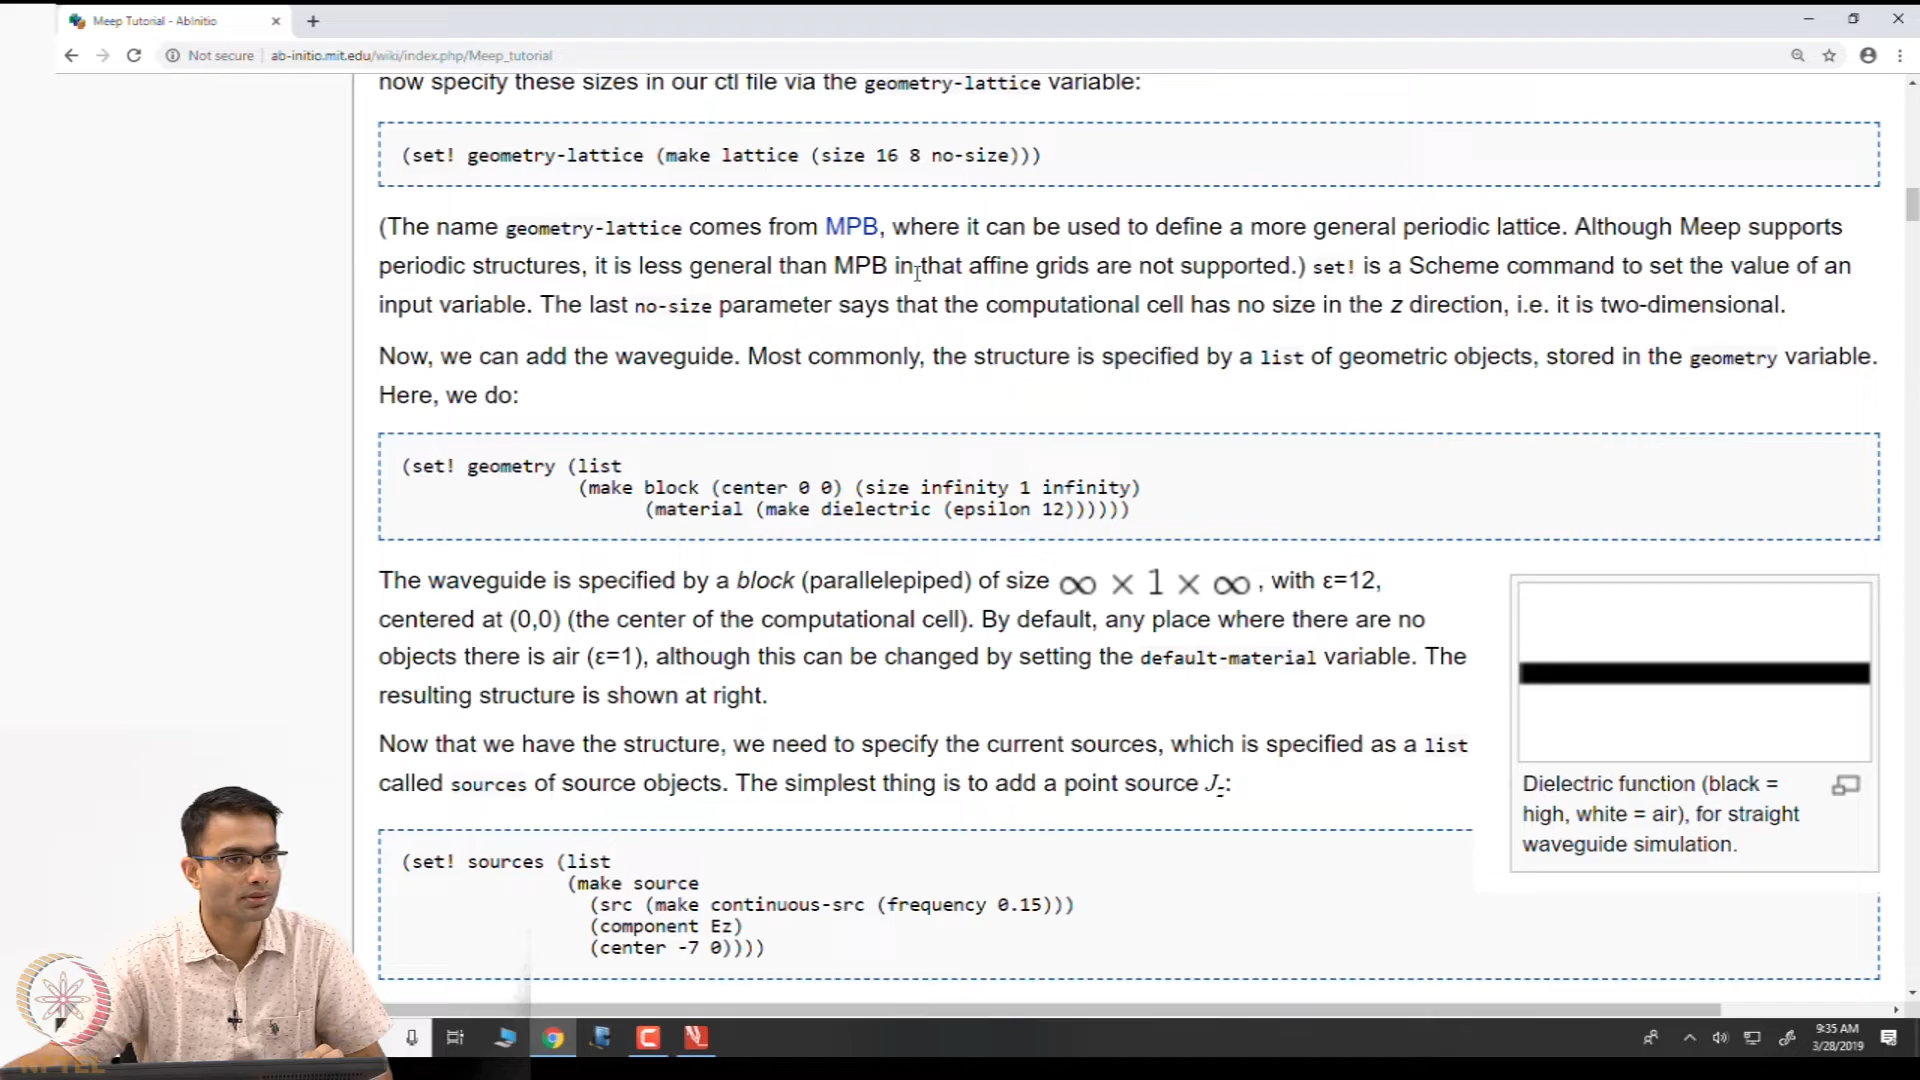 Meep Tutorial - AbInitio
Not secure
ab-initio.mit.edu/wiki/index.php/Meep_tutorial
now specify these sizes in our ctl file via the geometry-lattice variable:
(set! geometry-lattice (make lattice (size 16 8 no-size)))
(The name geometry-lattice comes from MPB, where it can be used to define a more general periodic lattice. Although Meep supports
periodic structures, it is less general than MPB in that affine grids are not supported.) set! is a Scheme command to set the value of an
input variable. The last no-size parameter says that the computational cell has no size in the z direction, i.e. it is two-dimensional.
Now, we can add the waveguide. Most commonly, the structure is specified by a list of geometric objects, stored in the geometry variable.
Here, we do:
(set! geometry (list
(make block (center 0 0) (size infinity 1 infinity)
(material (make dielectric (epsilon 12))))))
The waveguide is specified by a block (parallelepiped) of size ∞ × 1 × ∞ , with ε=12,
centered at (0,0) (the center of the computational cell). By default, any place where there are no
objects there is air (ε=1), although this can be changed by setting the default-material variable. The
resulting structure is shown at right.
Dielectric function (black =
high, white = air), for straight
waveguide simulation.
Now that we have the structure, we need to specify the current sources, which is specified as a list
called sources of source objects. The simplest thing is to add a point source Jz:
(set! sources (list
(make source
(src (make continuous-src (frequency 0.15)))
(component Ez)
(center -7 0))))
9:35 AM
3/28/2019
NPTEL